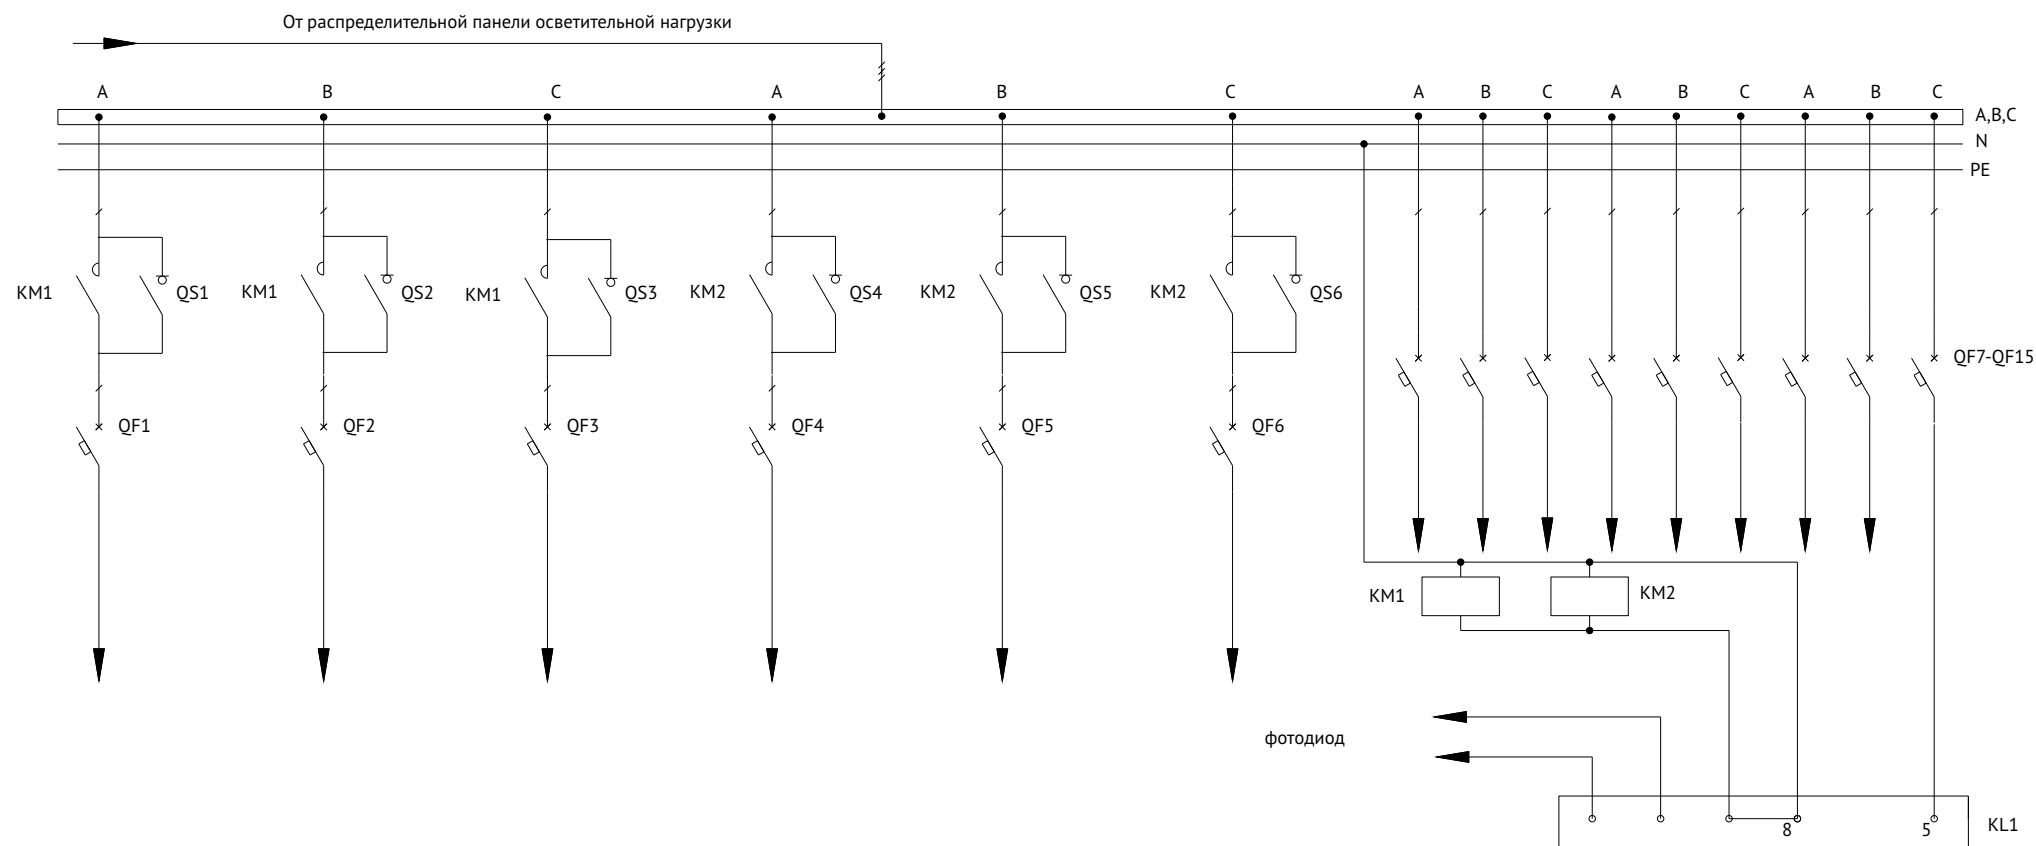 От распределительной панели осветительной нагрузки
A B C A B C A B C A B C A B C
A,B,C
N
PE
KM1 QS1 KM1 QS2 KM1 QS3 KM2 QS4 KM2 QS5 KM2 QS6
QF7-QF15
QF1 QF2 QF3 QF4 QF5 QF6
KM1 KM2
фотодиод
8 5 KL1